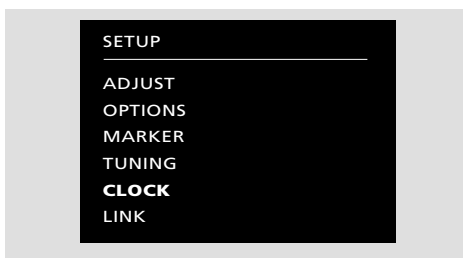 SETUP
ADJUST
OPTIONS
MARKER
TUNING
CLOCK
LINK